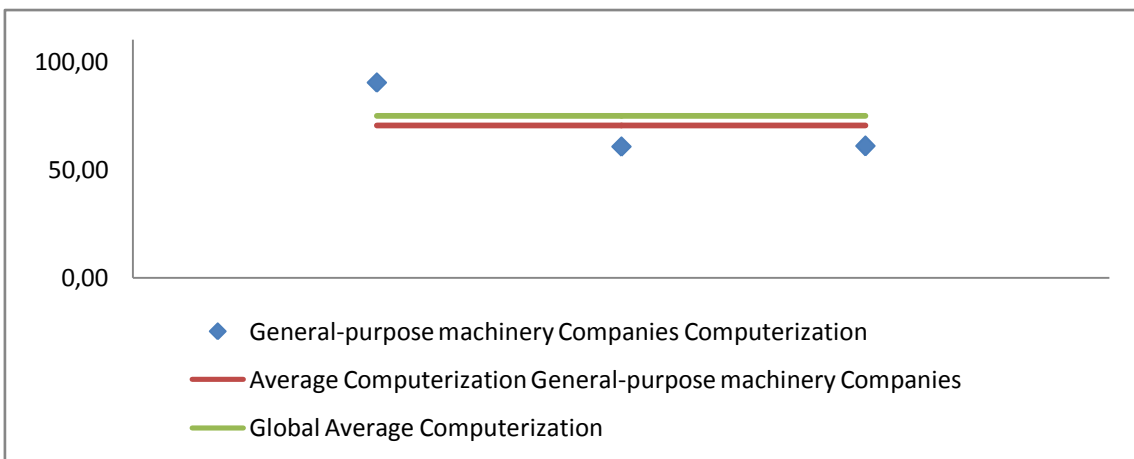 100,00
50,00
0,00
General-purpose machinery Companies Computerization
Average Computerization General-purpose machinery Companies
Global Average Computerization